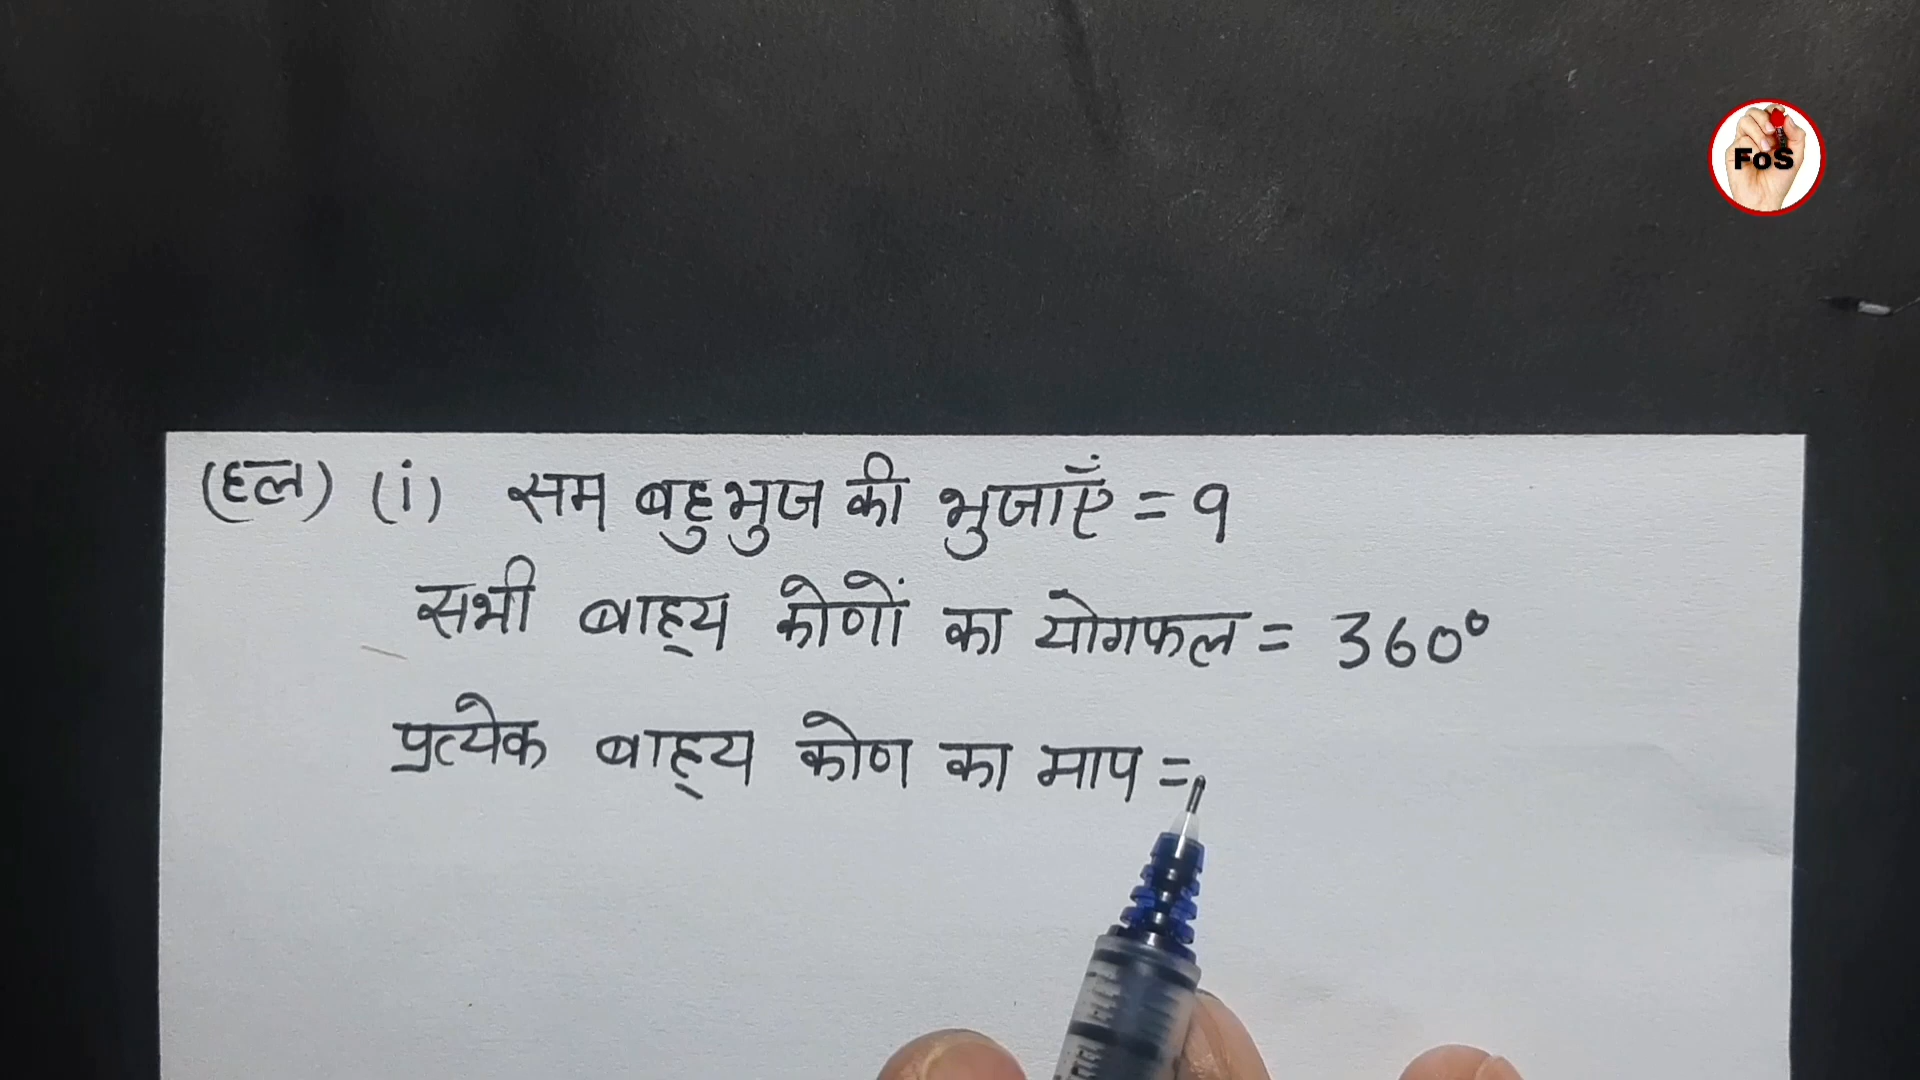 FoS
(हल) (i) सम बहुभुज की भुजाएँ = 9
सभी बाह्य कोणों का योगफल = 360°
प्रत्येक बाह्य कोण का माप =